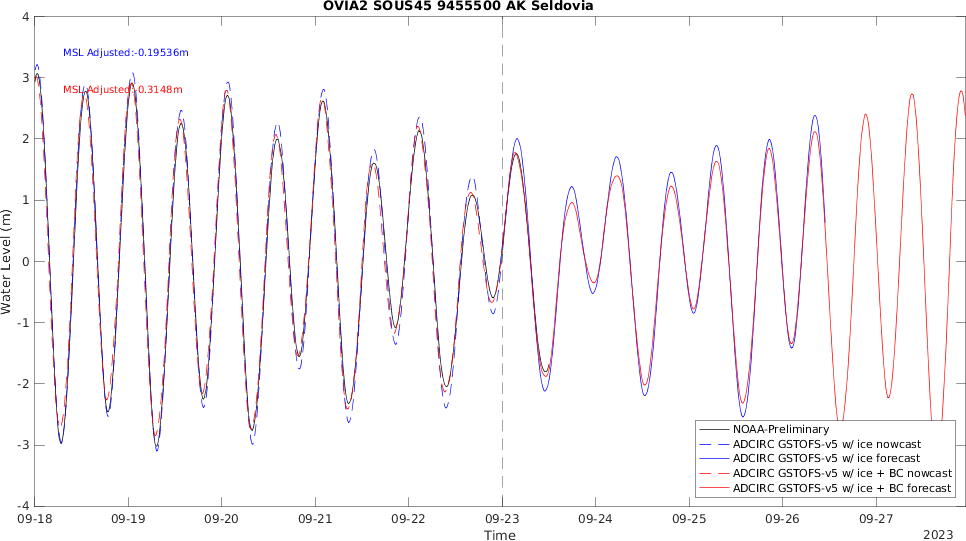 OVIA2 SOUS45 9455500 AK Seldovia
MSL Adjusted:-0.19536m
MSL Adjusted:-0.3148m
Water Level (m)
4
3
2
1
0
-1
-2
-3
-4
NOAA-Preliminary
ADCIRC GSTOFS-v5 w/ ice nowcast
ADCIRC GSTOFS-v5 w/ ice forecast
ADCIRC GSTOFS-v5 w/ ice + BC nowcast
ADCIRC GSTOFS-v5 w/ ice + BC forecast
09-18 09-19 09-20 09-21 09-22 09-23 09-24 09-25 09-26 09-27
Time
2023